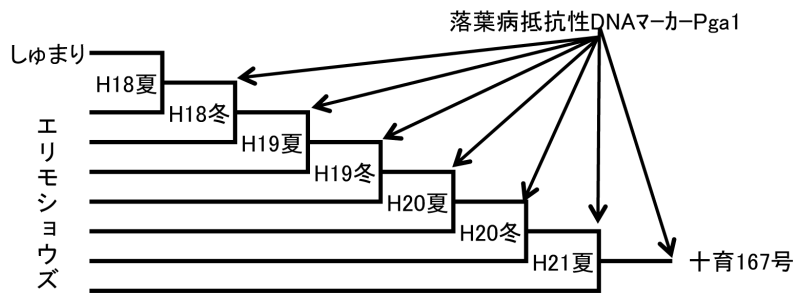 落葉病抵抗性DNAマーカーPga1
しゅまり
H18夏
H18冬
H19夏
H19冬
H20夏
H20冬
H21夏
エリモショウズ
十育167号